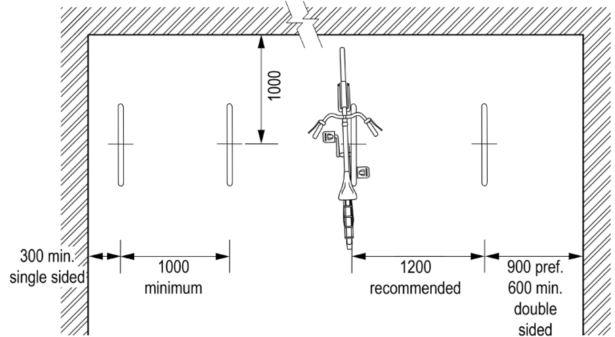 1000
300 min.
single sided
1000
minimum
1200
recommended
900 pref.
600 min.
double
sided